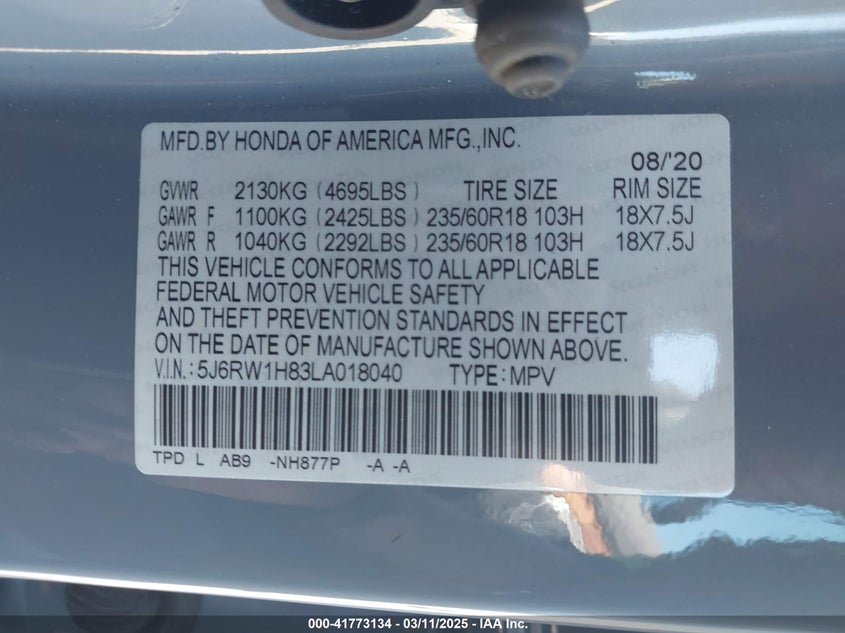 MFD.BY HONDA OF AMERICA MFG.,INC.
08/'20
GVWR 2130KG (4695LBS) TIRE SIZE RIM SIZE
GAWR F 1100KG (2425LBS) 235/60R18 103H 18X7.5J
GAWR R 1040KG (2292LBS) 235/60R18 103H 18X7.5J
THIS VEHICLE CONFORMS TO ALL APPLICABLE
FEDERAL MOTOR VEHICLE SAFETY
AND THEFT PREVENTION STANDARDS IN EFFECT
ON THE DATE OF MANUFACTURE SHOWN ABOVE.
V.I.N.: 5J6RW1H83LA018040 TYPE: MPV
TPD L AB9 -NH877P -A -A
000-41773134 - 03/11/2025 - IAA Inc.